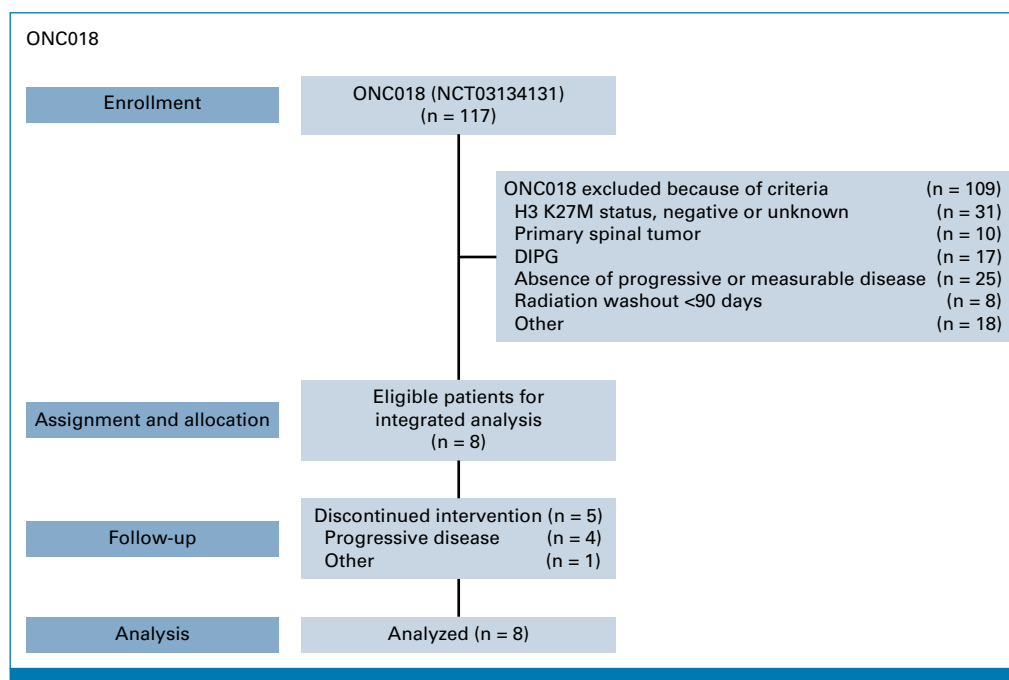 ONC018
Enrollment
ONC018 (NCT03134131)
(n = 117)
ONC018 excluded because of criteria (n = 109)
H3 K27M status, negative or unknown (n = 31)
Primary spinal tumor (n = 10)
DIPG (n = 17)
Absence of progressive or measurable disease (n = 25)
Radiation washout <90 days (n = 8)
Other (n = 18)
Assignment and allocation
Eligible patients for
integrated analysis
(n = 8)
Follow-up
Discontinued intervention (n = 5)
Progressive disease (n = 4)
Other (n = 1)
Analysis
Analyzed (n = 8)